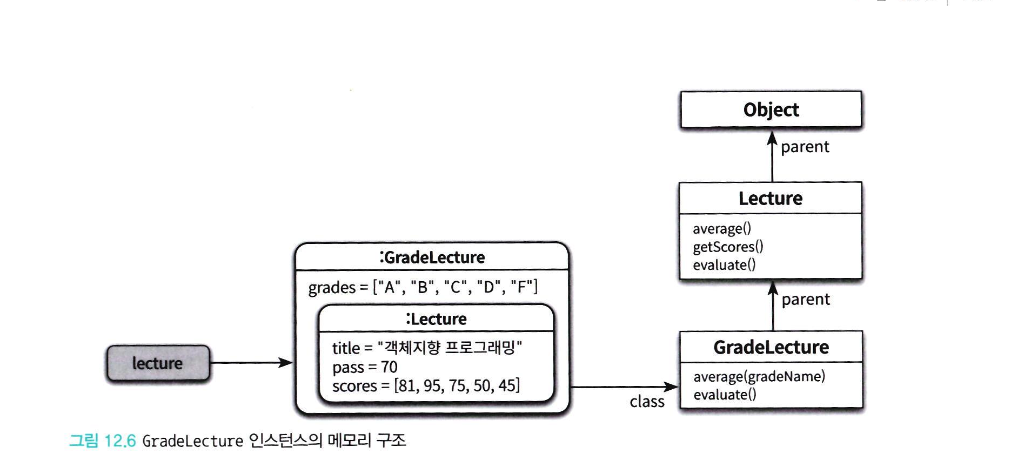 Object
parent
Lecture
average()
getScores()
evaluate()
parent
:GradeLecture
grades = ["A", "B", "C", "D", "F"]
:Lecture
title = "객체지향 프로그래밍"
pass = 70
scores = [81, 95, 75, 50, 45]
lecture
class
GradeLecture
average(gradeName)
evaluate()
그림 12.6 GradeLecture 인스턴스의 메모리 구조